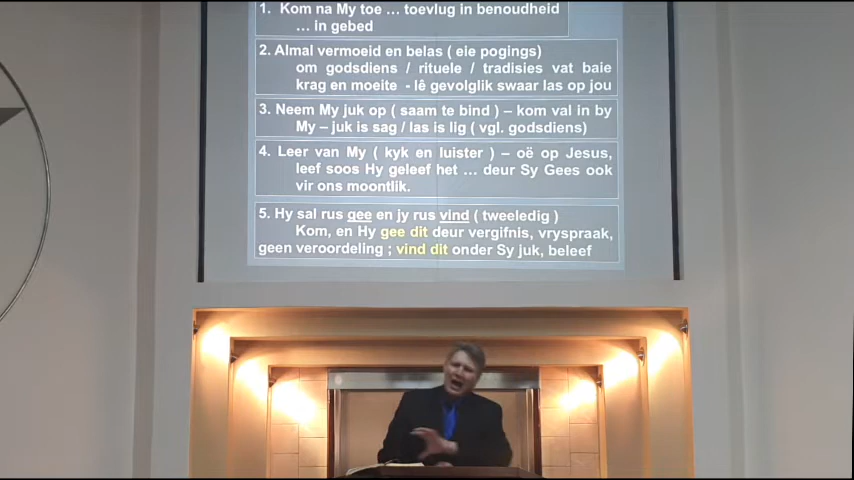 1. Kom na My toe ... toevlug in benoudheid
... in gebed
2. Almal vermoeid en belas ( eie pogings)
om godsdiens / rituele / tradisies vat baie
krag en moeite - lê gevolglik swaar las op jou
3. Neem My juk op ( saam te bind ) – kom val in by
My – juk is sag / las is lig ( vgl. godsdiens)
4. Leer van My ( kyk en luister ) – oë op Jesus,
leef soos Hy geleef het ... deur Sy Gees ook
vir ons moontlik.
5. Hy sal rus gee en jy rus vind ( tweeledig )
Kom, en Hy gee dit deur vergifnis, vryspraak,
geen veroordeling ; vind dit onder Sy juk, beleef